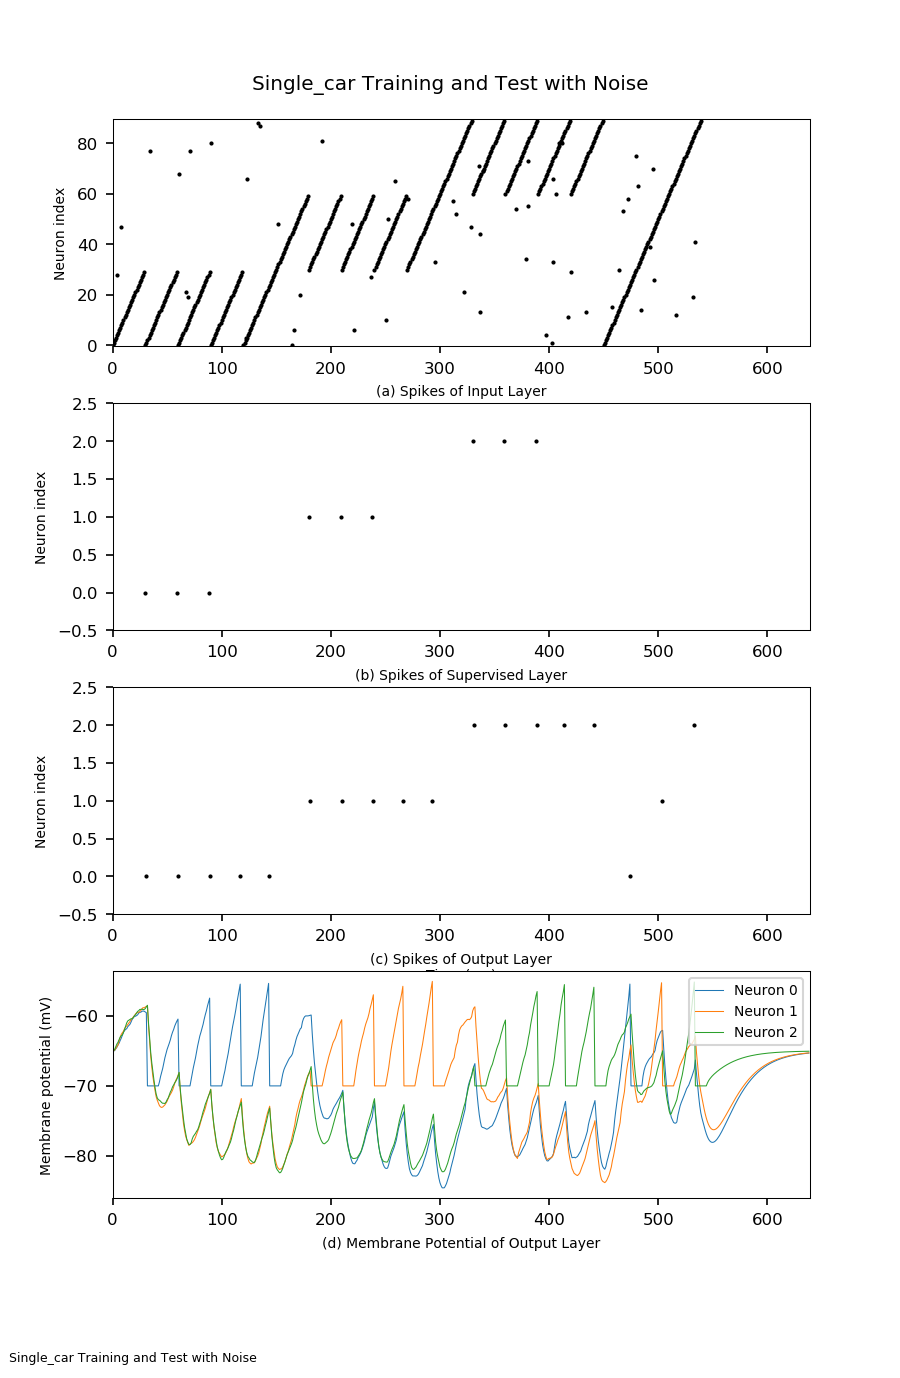 Single_car Training and Test with Noise
80
60
40
20
0
Neuron index
0 100 200 300 400 500 600
(a) Spikes of Input Layer
2.5
2.0
1.5
1.0
0.5
0.0
−0.5
Neuron index
0 100 200 300 400 500 600
(b) Spikes of Supervised Layer
2.5
2.0
1.5
1.0
0.5
0.0
−0.5
Neuron index
0 100 200 300 400 500 600
(c) Spikes of Output Layer
−60
−70
−80
Membrane potential (mV)
Neuron 0
Neuron 1
Neuron 2
0 100 200 300 400 500 600
(d) Membrane Potential of Output Layer
Single_car Training and Test with Noise